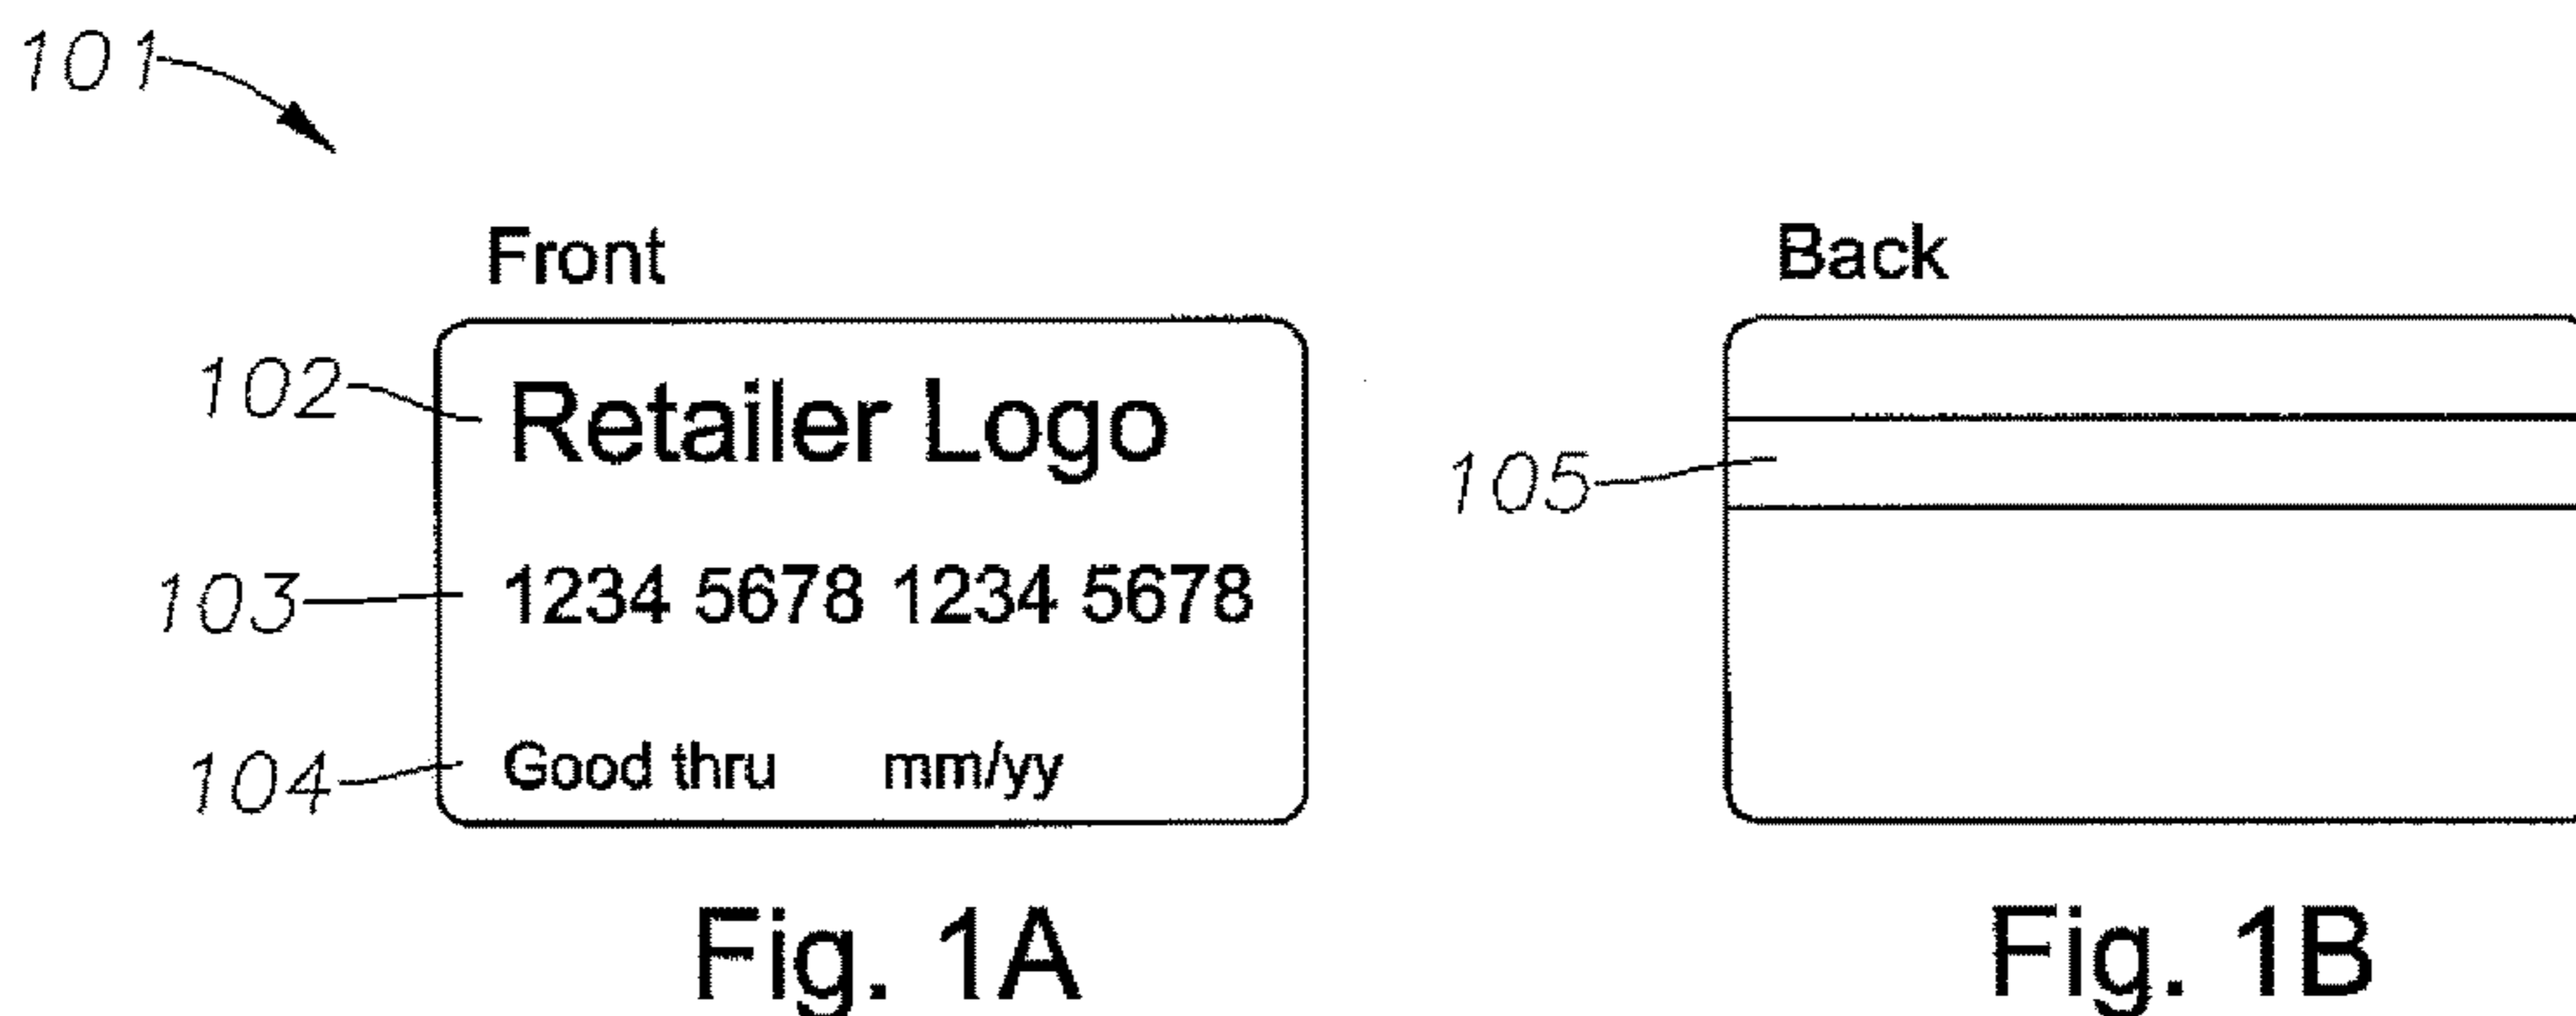 101
Front
Back
102 Retailer Logo
105
103 1234 5678 1234 5678
104 Good thru mm/yy
Fig. 1A
Fig. 1B